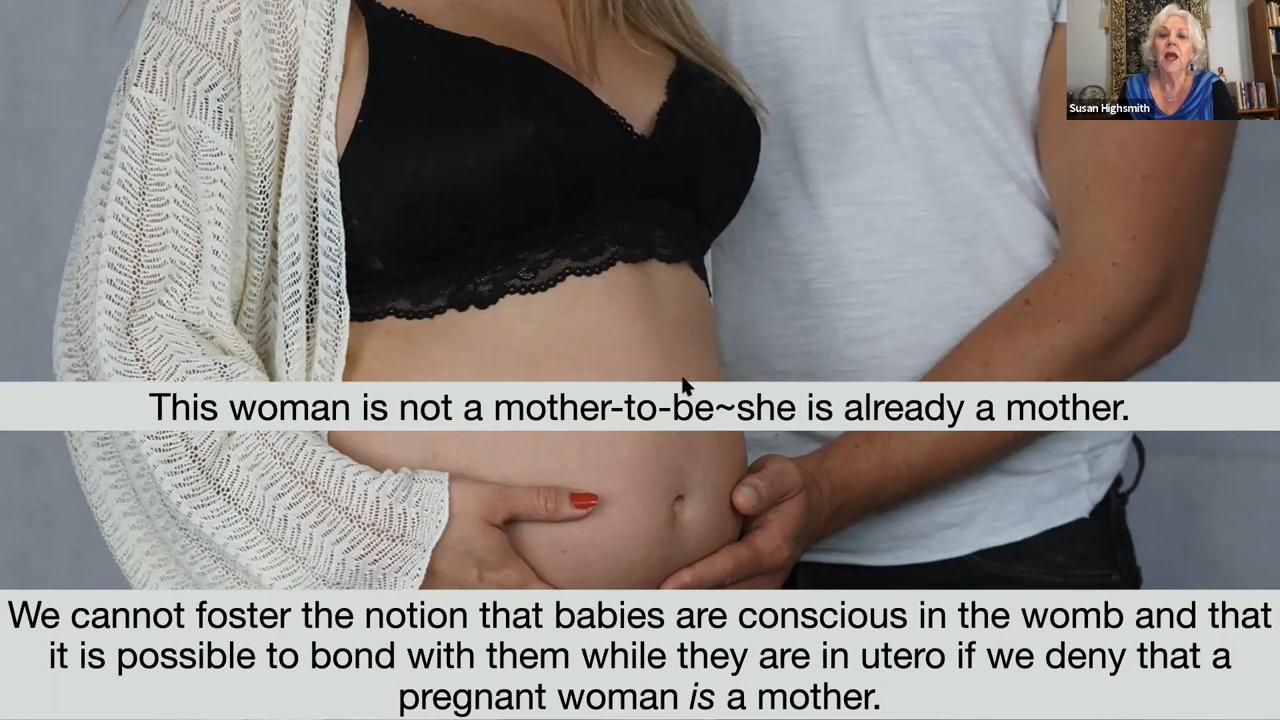 Susan Highsmith
This woman is not a mother-to-be~she is already a mother.
We cannot foster the notion that babies are conscious in the womb and that
it is possible to bond with them while they are in utero if we deny that a
pregnant woman is a mother.